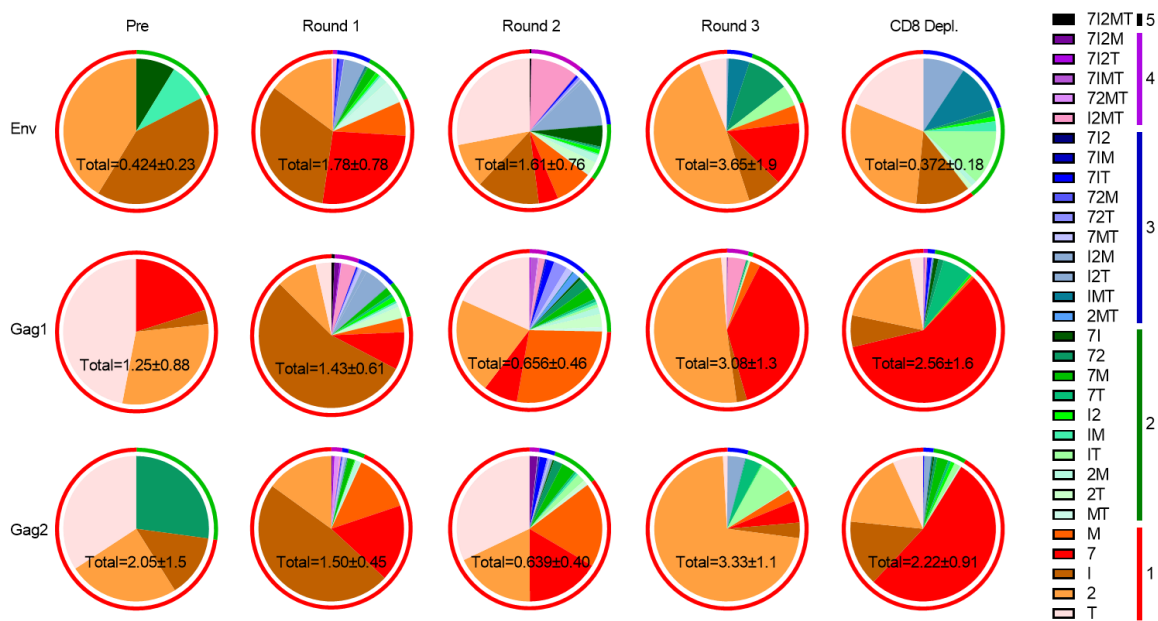 Pre
Round 1
Round 2
Round 3
CD8 Depl.
Env
Total=0.424±0.23
Total=1.78±0.78
Total=1.61±0.76
Total=3.65±1.9
Total=0.372±0.18
Gag1
Total=1.25±0.88
Total=1.43±0.61
Total=0.656±0.46
Total=3.08±1.3
Total=2.56±1.6
Gag2
Total=2.05±1.5
Total=1.50±0.45
Total=0.639±0.40
Total=3.33±1.1
Total=2.22±0.91
7I2MT
7I2M
7I2T
7IMT
72MT
I2MT
7I2
7IM
7IT
72M
72T
7MT
I2M
I2T
IMT
2MT
7I
72
7M
7T
I2
IM
IT
2M
2T
MT
M
7
I
2
T
5
4
3
2
1